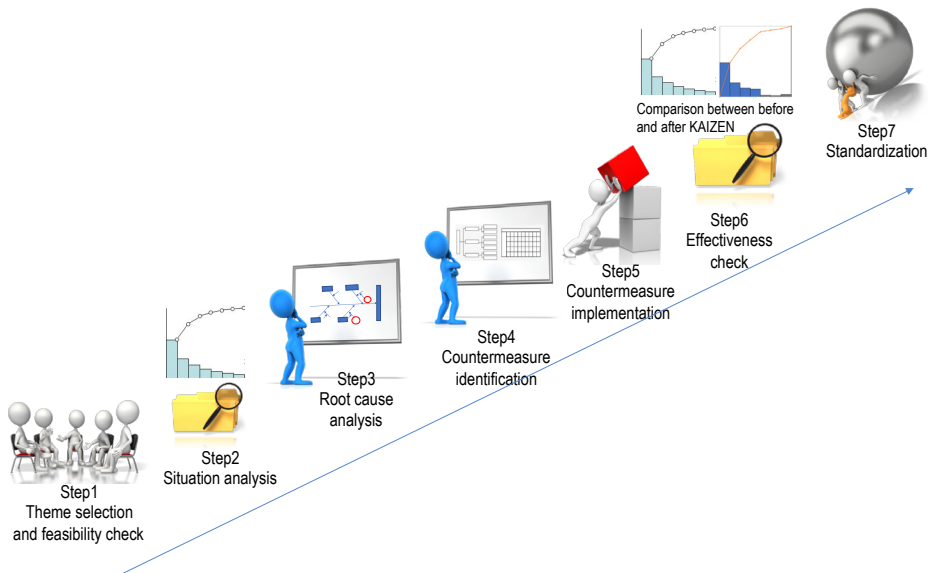 Step1
Theme selection
and feasibility check
Step2
Situation analysis
Step3
Root cause
analysis
Step4
Countermeasure
identification
Step5
Countermeasure
implementation
Comparison between before
and after KAIZEN
Step6
Effectiveness
check
Step7
Standardization